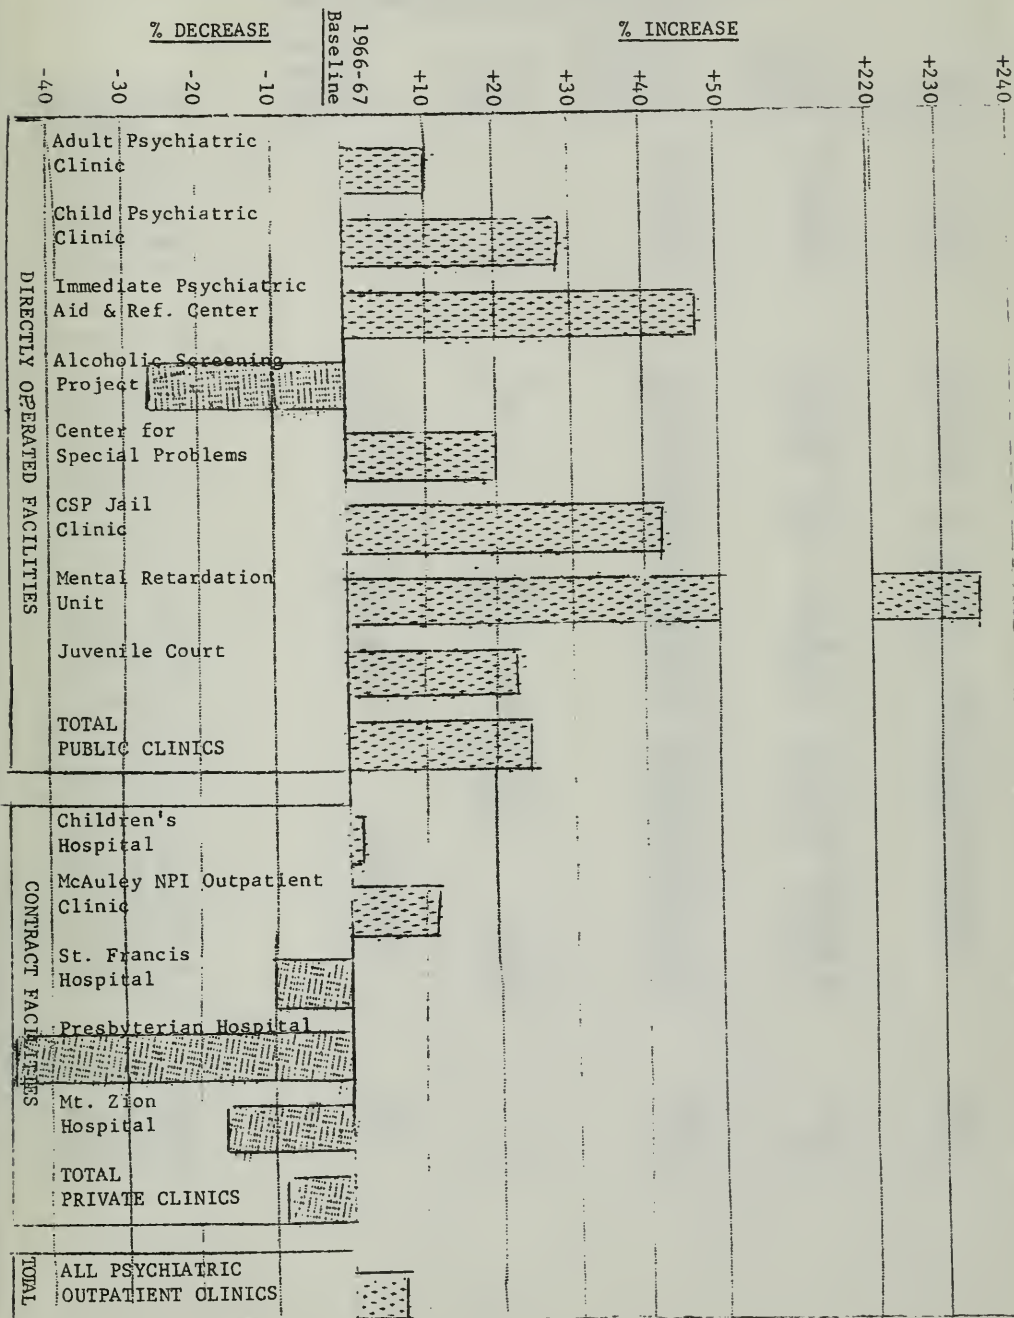 % DECREASE
1966-67
Baseline
% INCREASE
-40
-30
-20
-10
+10
+20
+30
+40
+50
+220
+230
+240
DIRECTLY OPERATED FACILITIES
Adult Psychiatric
Clinic
Child Psychiatric
Clinic
Immediate Psychiatric
Aid & Ref. Center
Alcoholic Screening
Project
Center for
Special Problems
CSP Jail
Clinic
Mental Retardation
Unit
Juvenile Court
TOTAL
PUBLIC CLINICS
CONTRACT FACILITIES
Children's
Hospital
McAuley NPI Outpatient
Clinic
St. Francis
Hospital
Presbyterian Hospital
Mt. Zion
Hospital
TOTAL
PRIVATE CLINICS
TOTAL
ALL PSYCHIATRIC
OUTPATIENT CLINICS